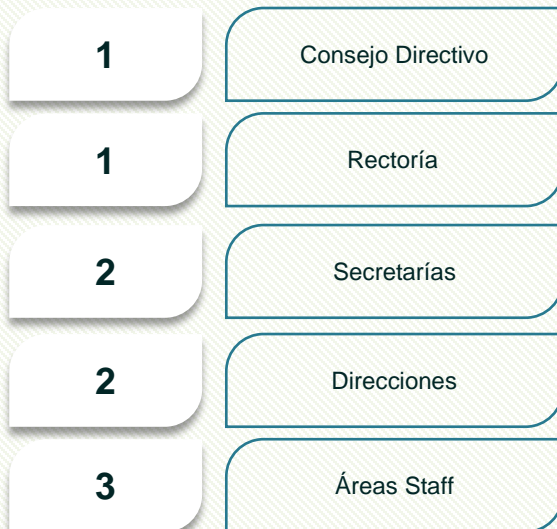 1 Consejo Directivo
1 Rectoría
2 Secretarías
2 Direcciones
3 Áreas Staff